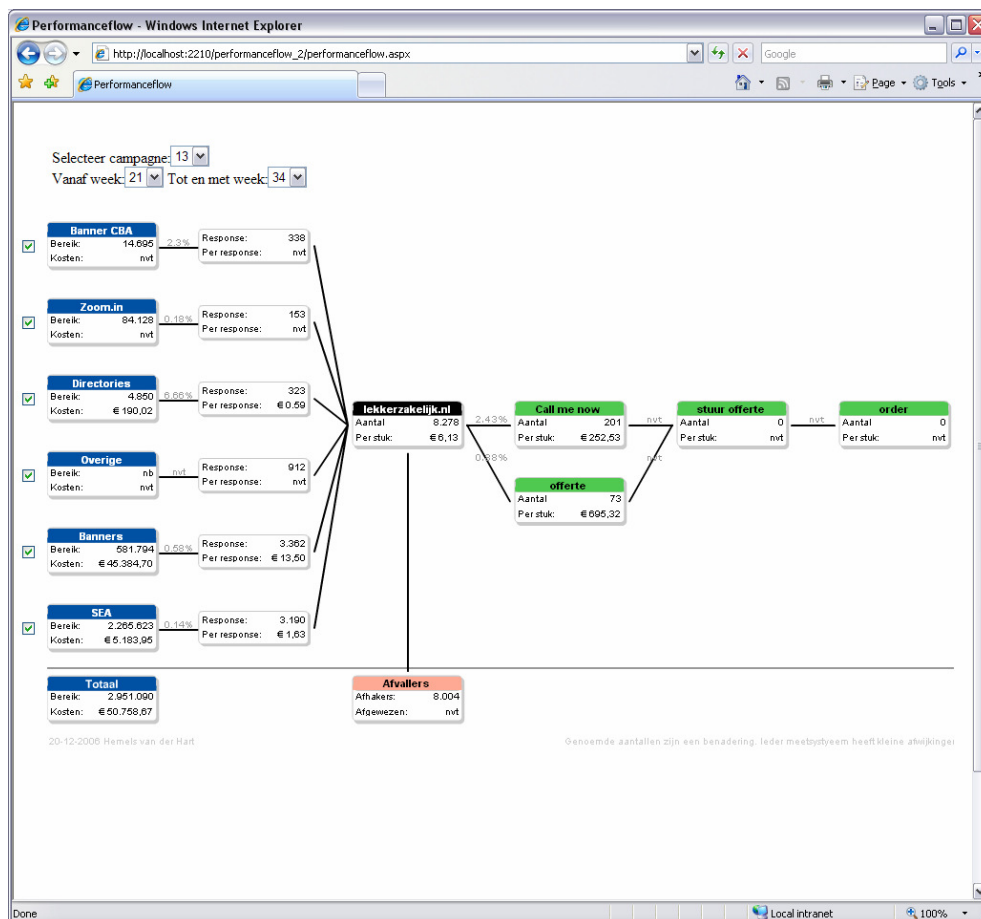 Performanceflow - Windows Internet Explorer
http://localhost:2210/performanceflow_2/performanceflow.aspx
Google
Performanceflow
Page
Tools
Selecteer campagne: 13
Vanaf week: 21 Tot en met week: 34
Banner CBA
Bereik: 14.695
Kosten: nvt
2.3%
Response: 338
Per response: nvt
Zoom.in
Bereik: 84.128
Kosten: nvt
0.18%
Response: 153
Per response: nvt
Directories
Bereik: 4.850
Kosten: € 190,02
6.66%
Response: 323
Per response: € 0.59
Overige
Bereik: nb
Kosten: nvt
nvt
Response: 912
Per response: nvt
Banners
Bereik: 581.794
Kosten: € 45.384,70
0.58%
Response: 3.362
Per response: € 13,50
SEA
Bereik: 2.265.623
Kosten: € 5.183,95
0.14%
Response: 3.190
Per response: € 1,63
lekkerzakelijk.nl
Aantal 8.278
Per stuk: € 6,13
2.43%
0.88%
Call me now
Aantal 201
Per stuk: € 252,53
nvt
offerte
Aantal 73
Per stuk: € 695,32
nvt
stuur offerte
Aantal 0
Per stuk: nvt
nvt
order
Aantal 0
Per stuk: nvt
Totaal
Bereik: 2.951.090
Kosten: € 50.758,67
Afvallers
Afhakers: 8.004
Afgewezen: nvt
20-12-2006 Hemels van der Hart
Genoemde aantallen zijn een benadering. Ieder meetsysteem heeft kleine afwijkinger
Done
Local intranet
100%